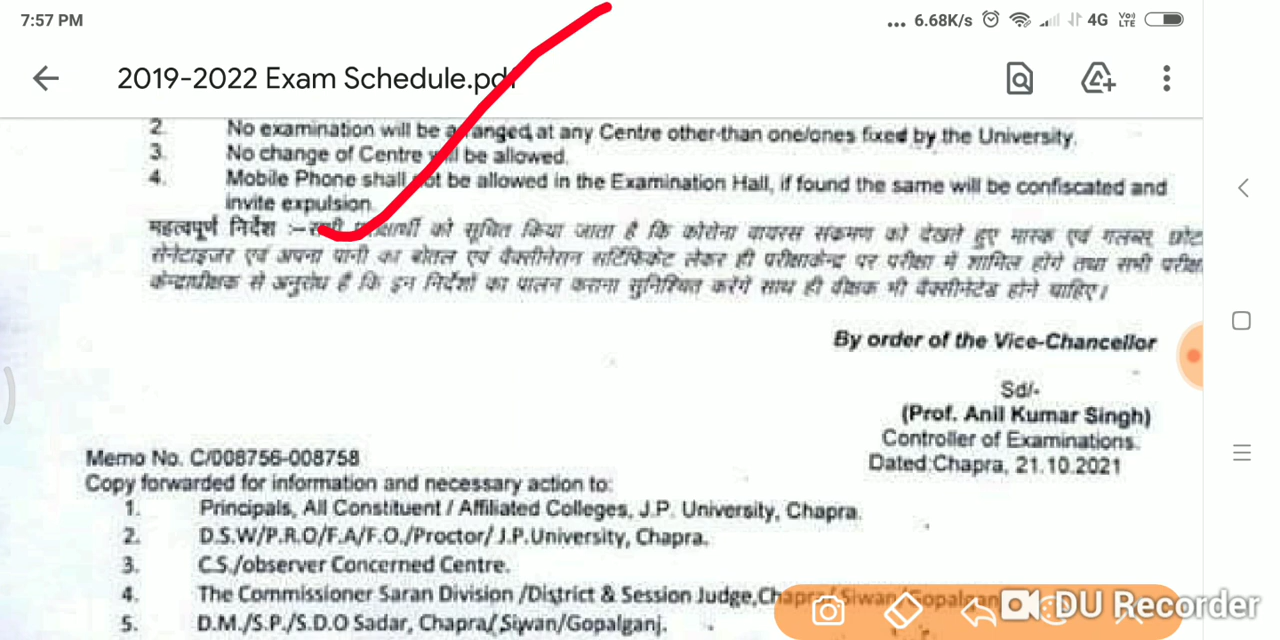 7:57 PM ... 6.68K/s 4G VoLTE
2019-2022 Exam Schedule.pdf
2. No examination will be arranged at any Centre other than one/ones fixed by the University.
3. No change of Centre will be allowed.
4. Mobile Phone shall not be allowed in the Examination Hall, if found the same will be confiscated and
invite expulsion.
महत्वपूर्ण निर्देश :– सभी परीक्षार्थी को सूचित किया जाता है कि कोरोना वायरस संक्रमण को देखते हुए मास्क एवं गलब्स, छोट
सेनेटाइजर एवं अपना पानी का बोतल एवं वैक्सीनेशन सर्टिफिकेट लेकर ही परीक्षाकेन्द्र पर परीक्षा में शामिल होगें तथा सभी परीक्ष
केन्द्राधीक्षक से अनुरोध है कि इन निर्देशों का पालन कराना सुनिश्चित करेंगे साथ ही वीक्षक भी वैक्सीनेटेड होने चाहिए।
By order of the Vice-Chancellor
Sd/-
(Prof. Anil Kumar Singh)
Controller of Examinations.
Dated:Chapra, 21.10.2021
Memo No. C/008756-008758
Copy forwarded for information and necessary action to:
1. Principals, All Constituent / Affiliated Colleges, J.P. University, Chapra.
2. D.S.W/P.R.O/F.A/F.O./Proctor/ J.P.University, Chapra.
3. C.S./observer Concerned Centre.
4. The Commissioner Saran Division /District & Session Judge,Chapra/ Siwan/Gopalgan
5. D.M./S.P./S.D.O Sadar, Chapra/ Siwan/Gopalganj.
DU Recorder